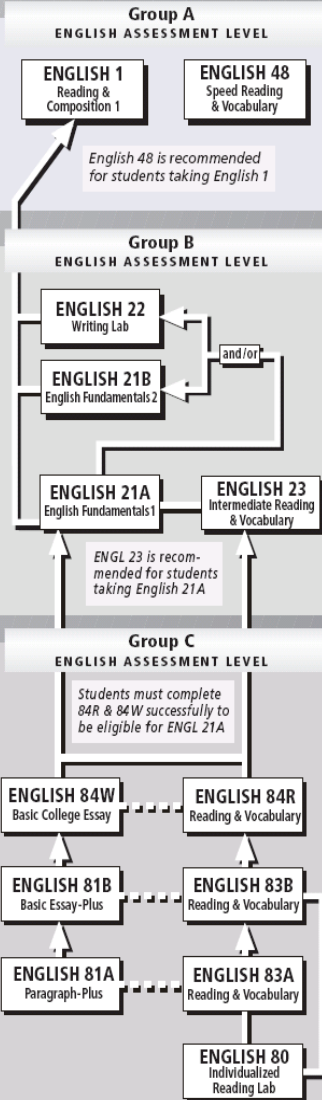 Group A
ENGLISH ASSESSMENT LEVEL
ENGLISH 1
Reading &
Composition 1
ENGLISH 48
Speed Reading
& Vocabulary
English 48 is recommended
for students taking English 1
Group B
ENGLISH ASSESSMENT LEVEL
ENGLISH 22
Writing Lab
and/or
ENGLISH 21B
English Fundamentals 2
ENGLISH 21A
English Fundamentals1
ENGLISH 23
Intermediate Reading
& Vocabulary
ENGL 23 is recom-
mended for students
taking English 21A
Group C
ENGLISH ASSESSMENT LEVEL
Students must complete
84R & 84W successfully to
be eligible for ENGL 21A
ENGLISH 84W
Basic College Essay
ENGLISH 84R
Reading & Vocabulary
ENGLISH 81B
Basic Essay-Plus
ENGLISH 83B
Reading & Vocabulary
ENGLISH 81A
Paragraph-Plus
ENGLISH 83A
Reading & Vocabulary
ENGLISH 80
Individualized
Reading Lab